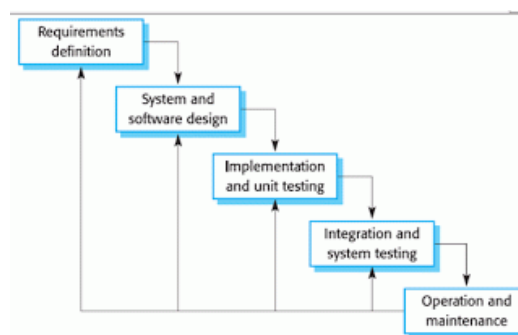 Requirements
definition
System and
software design
Implementation
and unit testing
Integration and
system testing
Operation and
maintenance